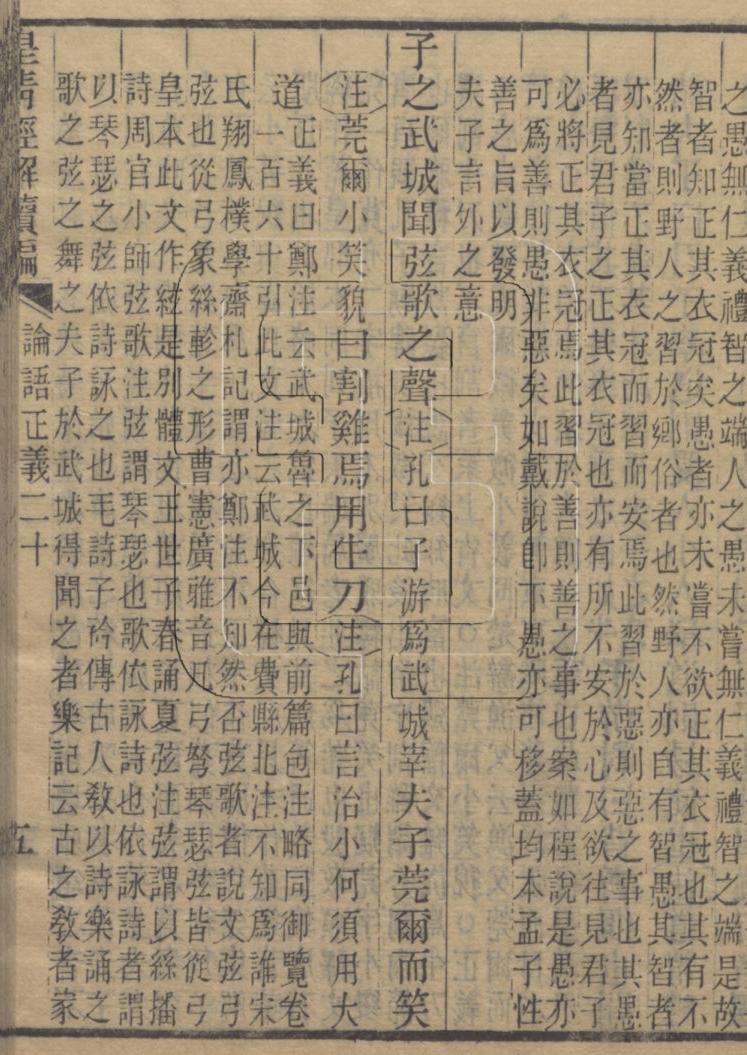 之愚無仁義禮智之端人之愚未嘗無仁義禮智之端是故
智者知正其衣冠矣愚者亦未嘗不欲正其衣冠也其有不
然者則野人之習於鄉俗者也然野人亦自有智愚其智者
亦知當正其衣冠而習而安焉此習於惡則惡之事也其愚
者見君子之正其衣冠也亦有所不安於心及欲往見君子
必將正其衣冠焉此習於善則善之事也案如程說是愚亦
可爲善則愚非惡矣如戴說卽下愚亦可移蓋均本孟子性
善之旨以發明
夫子言外之意
子之武城聞弦歌之聲注孔曰子游爲武城宰夫子莞爾而笑
注莞爾小笑貌曰割雞焉用牛刀注孔曰言治小何須用大
道
正義曰鄭注云武城魯之下邑與前篇包注略同御覽卷
一百六十引此文注云武城今在費縣北注不知爲誰宋
氏翔鳳樸學齋札記謂亦鄭注不知然否弦歌者說文弦弓
弦也從弓象絲軫之形曹憲廣雅音凡弓弩琴瑟弦皆從弓
皇本此文作絃是別體文王世子春誦夏弦注弦謂以絲播
詩周官小師弦歌注弦謂琴瑟也歌依詠詩也依詠詩者謂
以琴瑟之弦依詩詠之也毛詩子衿傳古人教以詩樂誦之
歌之弦之舞之夫子於武城得聞之者樂記云古之教者家
皇清經解續編
論語正義二十
五